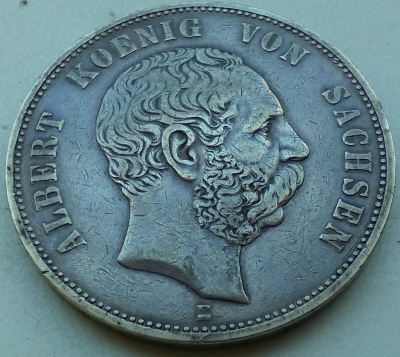 ALBERT KOENIG VON SACHSEN
E